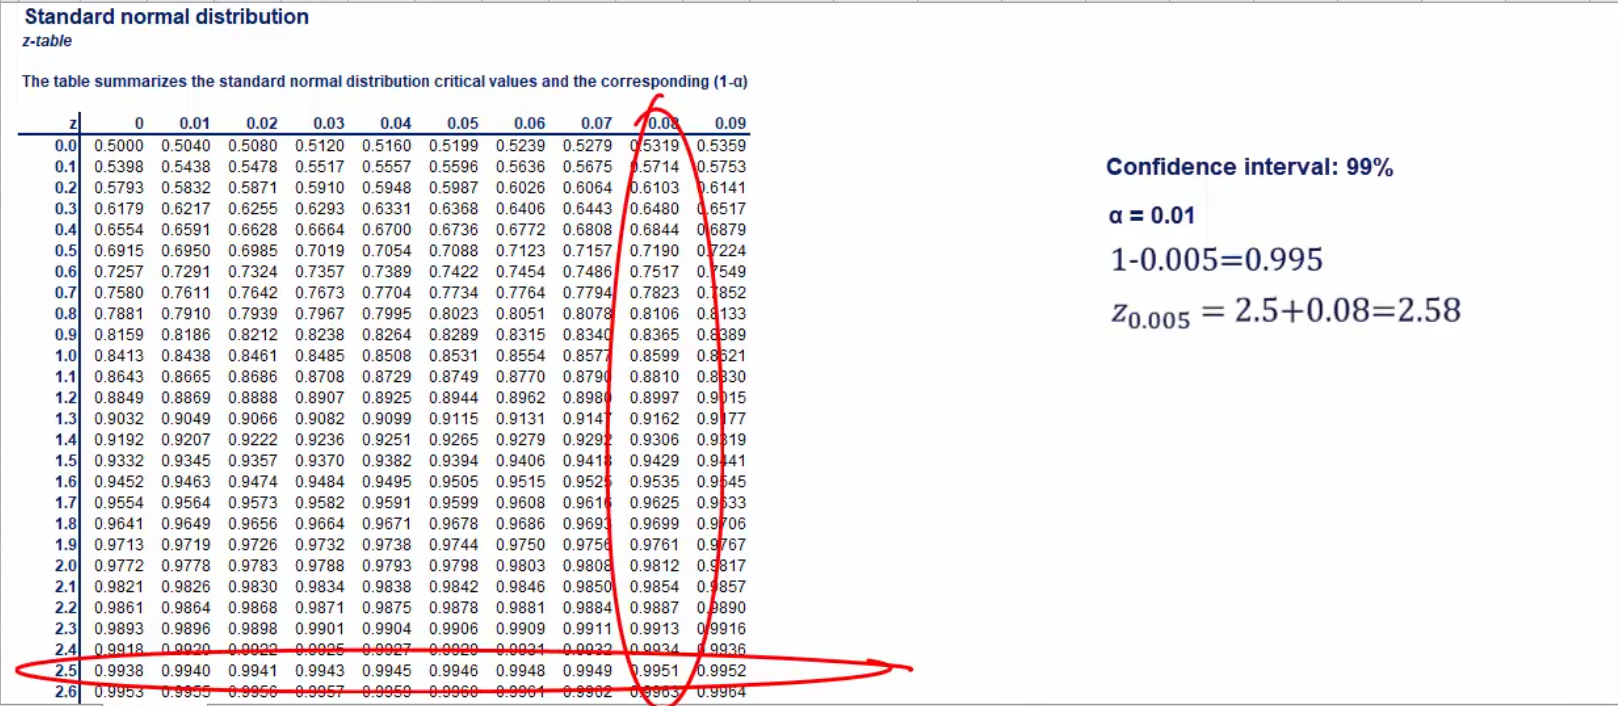 Standard normal distribution
z-table
The table summarizes the standard normal distribution critical values and the corresponding (1-α)
z 0 0.01 0.02 0.03 0.04 0.05 0.06 0.07 0.08 0.09
0.0 0.5000 0.5040 0.5080 0.5120 0.5160 0.5199 0.5239 0.5279 0.5319 0.5359
0.1 0.5398 0.5438 0.5478 0.5517 0.5557 0.5596 0.5636 0.5675 0.5714 0.5753
0.2 0.5793 0.5832 0.5871 0.5910 0.5948 0.5987 0.6026 0.6064 0.6103 0.6141
0.3 0.6179 0.6217 0.6255 0.6293 0.6331 0.6368 0.6406 0.6443 0.6480 0.6517
0.4 0.6554 0.6591 0.6628 0.6664 0.6700 0.6736 0.6772 0.6808 0.6844 0.6879
0.5 0.6915 0.6950 0.6985 0.7019 0.7054 0.7088 0.7123 0.7157 0.7190 0.7224
0.6 0.7257 0.7291 0.7324 0.7357 0.7389 0.7422 0.7454 0.7486 0.7517 0.7549
0.7 0.7580 0.7611 0.7642 0.7673 0.7704 0.7734 0.7764 0.7794 0.7823 0.7852
0.8 0.7881 0.7910 0.7939 0.7967 0.7995 0.8023 0.8051 0.8078 0.8106 0.8133
0.9 0.8159 0.8186 0.8212 0.8238 0.8264 0.8289 0.8315 0.8340 0.8365 0.8389
1.0 0.8413 0.8438 0.8461 0.8485 0.8508 0.8531 0.8554 0.8577 0.8599 0.8621
1.1 0.8643 0.8665 0.8686 0.8708 0.8729 0.8749 0.8770 0.8790 0.8810 0.8830
1.2 0.8849 0.8869 0.8888 0.8907 0.8925 0.8944 0.8962 0.8980 0.8997 0.9015
1.3 0.9032 0.9049 0.9066 0.9082 0.9099 0.9115 0.9131 0.9147 0.9162 0.9177
1.4 0.9192 0.9207 0.9222 0.9236 0.9251 0.9265 0.9279 0.9292 0.9306 0.9319
1.5 0.9332 0.9345 0.9357 0.9370 0.9382 0.9394 0.9406 0.9418 0.9429 0.9441
1.6 0.9452 0.9463 0.9474 0.9484 0.9495 0.9505 0.9515 0.9525 0.9535 0.9545
1.7 0.9554 0.9564 0.9573 0.9582 0.9591 0.9599 0.9608 0.9616 0.9625 0.9633
1.8 0.9641 0.9649 0.9656 0.9664 0.9671 0.9678 0.9686 0.9693 0.9699 0.9706
1.9 0.9713 0.9719 0.9726 0.9732 0.9738 0.9744 0.9750 0.9756 0.9761 0.9767
2.0 0.9772 0.9778 0.9783 0.9788 0.9793 0.9798 0.9803 0.9808 0.9812 0.9817
2.1 0.9821 0.9826 0.9830 0.9834 0.9838 0.9842 0.9846 0.9850 0.9854 0.9857
2.2 0.9861 0.9864 0.9868 0.9871 0.9875 0.9878 0.9881 0.9884 0.9887 0.9890
2.3 0.9893 0.9896 0.9898 0.9901 0.9904 0.9906 0.9909 0.9911 0.9913 0.9916
2.4 0.9918 0.9920 0.9922 0.9925 0.9927 0.9929 0.9931 0.9932 0.9934 0.9936
2.5 0.9938 0.9940 0.9941 0.9943 0.9945 0.9946 0.9948 0.9949 0.9951 0.9952
2.6 0.9953 0.9955 0.9956 0.9957 0.9959 0.9960 0.9961 0.9962 0.9963 0.9964
Confidence interval: 99%
α = 0.01
1-0.005=0.995
z0.005 = 2.5+0.08=2.58